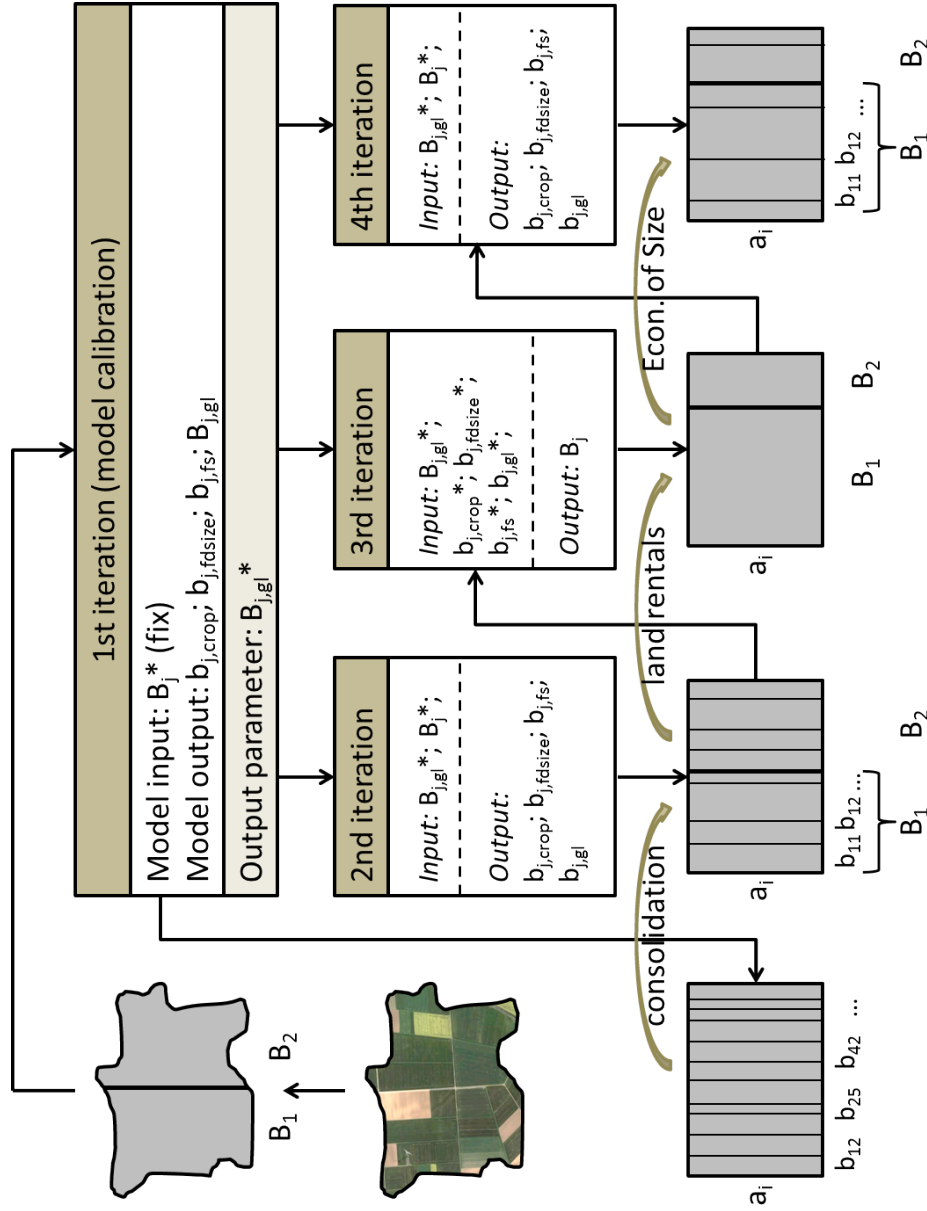 1st iteration (model calibration)
Model input: B_j* (fix)
Model output: b_j,crop; b_j,fdsize; b_j,fs; B_j,gl
Output parameter: B_j,gl*
B_1 B_2
2nd iteration
Input: B_j,gl*; B_j*;
Output:
b_j,crop; b_j,fdsize; b_j,fs,
b_j,gl
3rd iteration
Input: B_j,gl*;
b_j,crop*; b_j,fdsize*;
b_j,fs*; b_j,gl*;
Output: B_j
4th iteration
Input: B_j,gl*; B_j*;
Output:
b_j,crop; b_j,fdsize; b_j,fs;
b_j,gl
consolidation
land rentals
Econ. of Size
a_i
b_12 b_25 b_42 ...
a_i
b_11 b_12 ...
B_1 B_2
a_i
B_1 B_2
a_i
b_11 b_12 ...
B_1 B_2